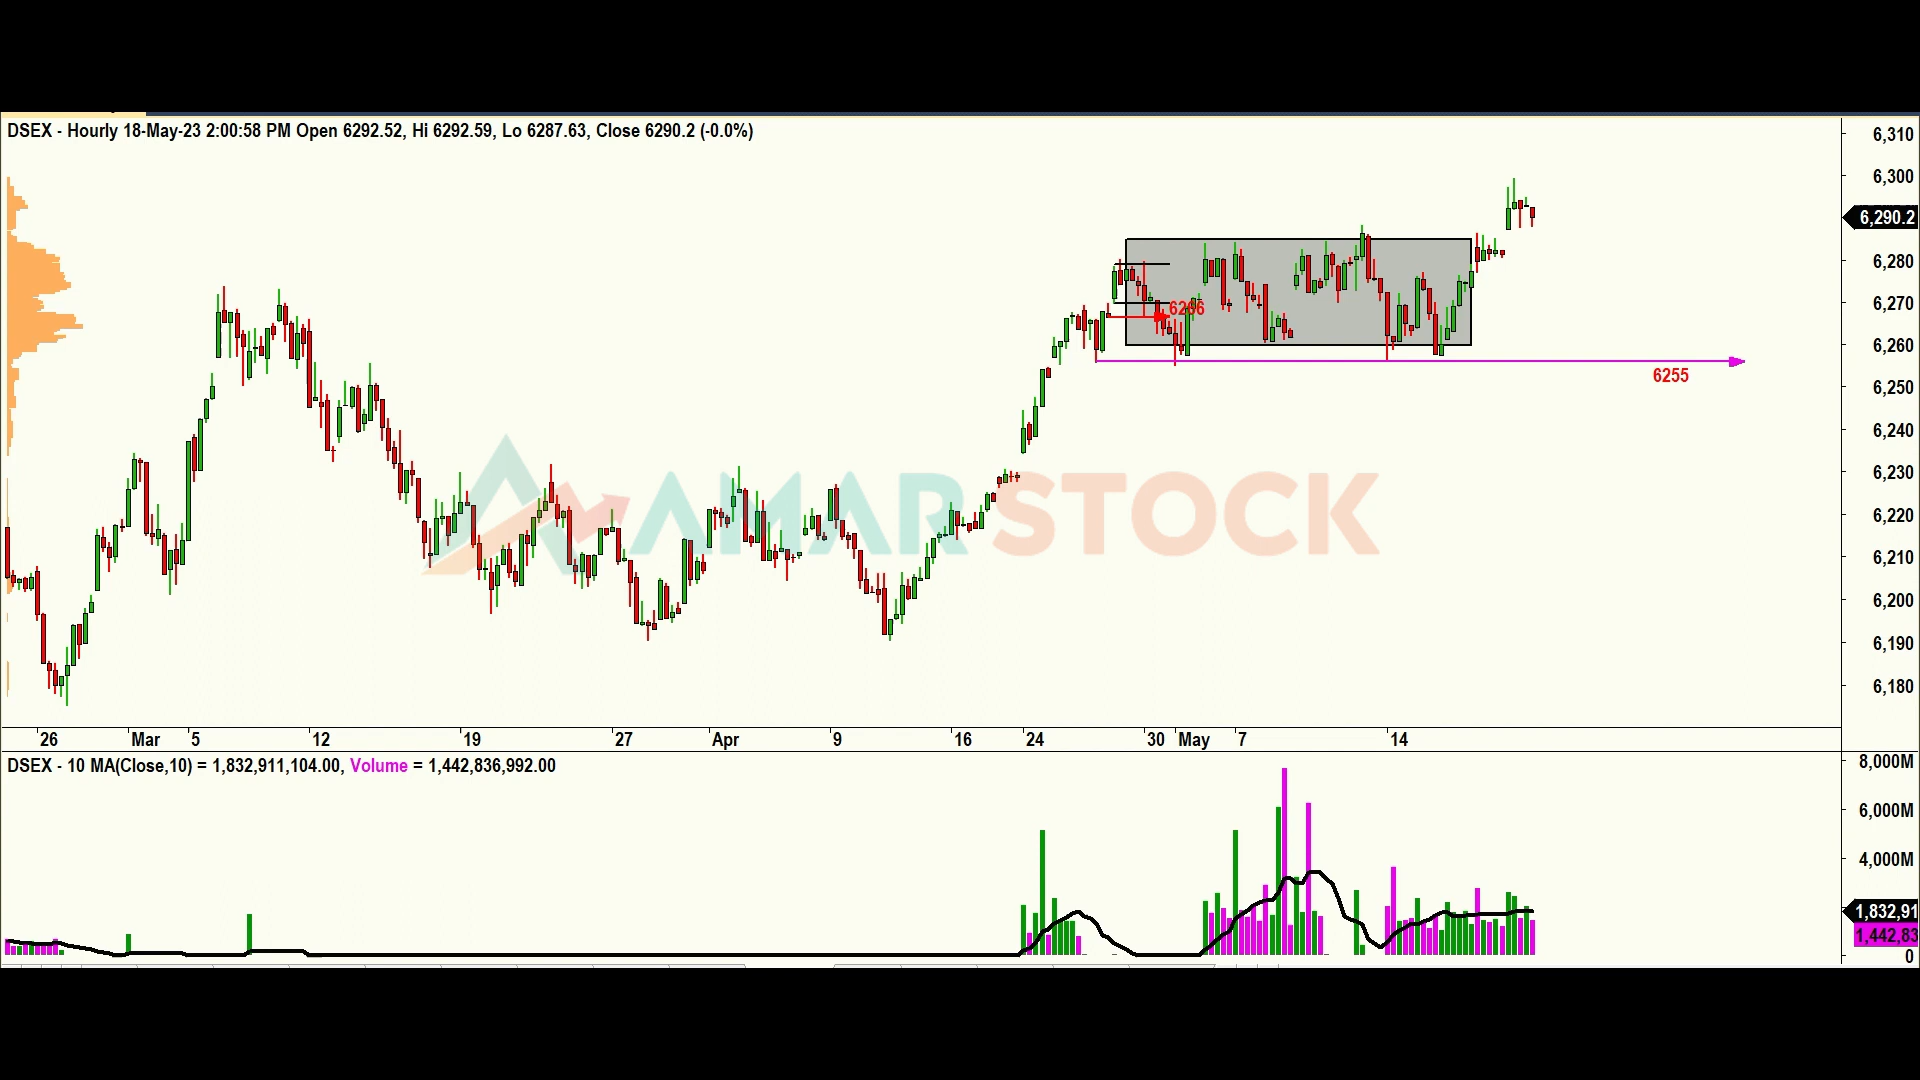 DSEX - Hourly 18-May-23 2:00:58 PM Open 6292.52, Hi 6292.59, Lo 6287.63, Close 6290.2 (-0.0%)
6,310
6,300
6,290.2
6,280
6,270
6,260
6,250
6,240
6,230
6,220
6,210
6,200
6,190
6,180
6266
6255
AMAR STOCK
26 Mar 5 12 19 27 Apr 9 16 24 30 May 7 14
DSEX - 10 MA(Close,10) = 1,832,911,104.00, Volume = 1,442,836,992.00
8,000M
6,000M
4,000M
1,832,91
1,442,83
0